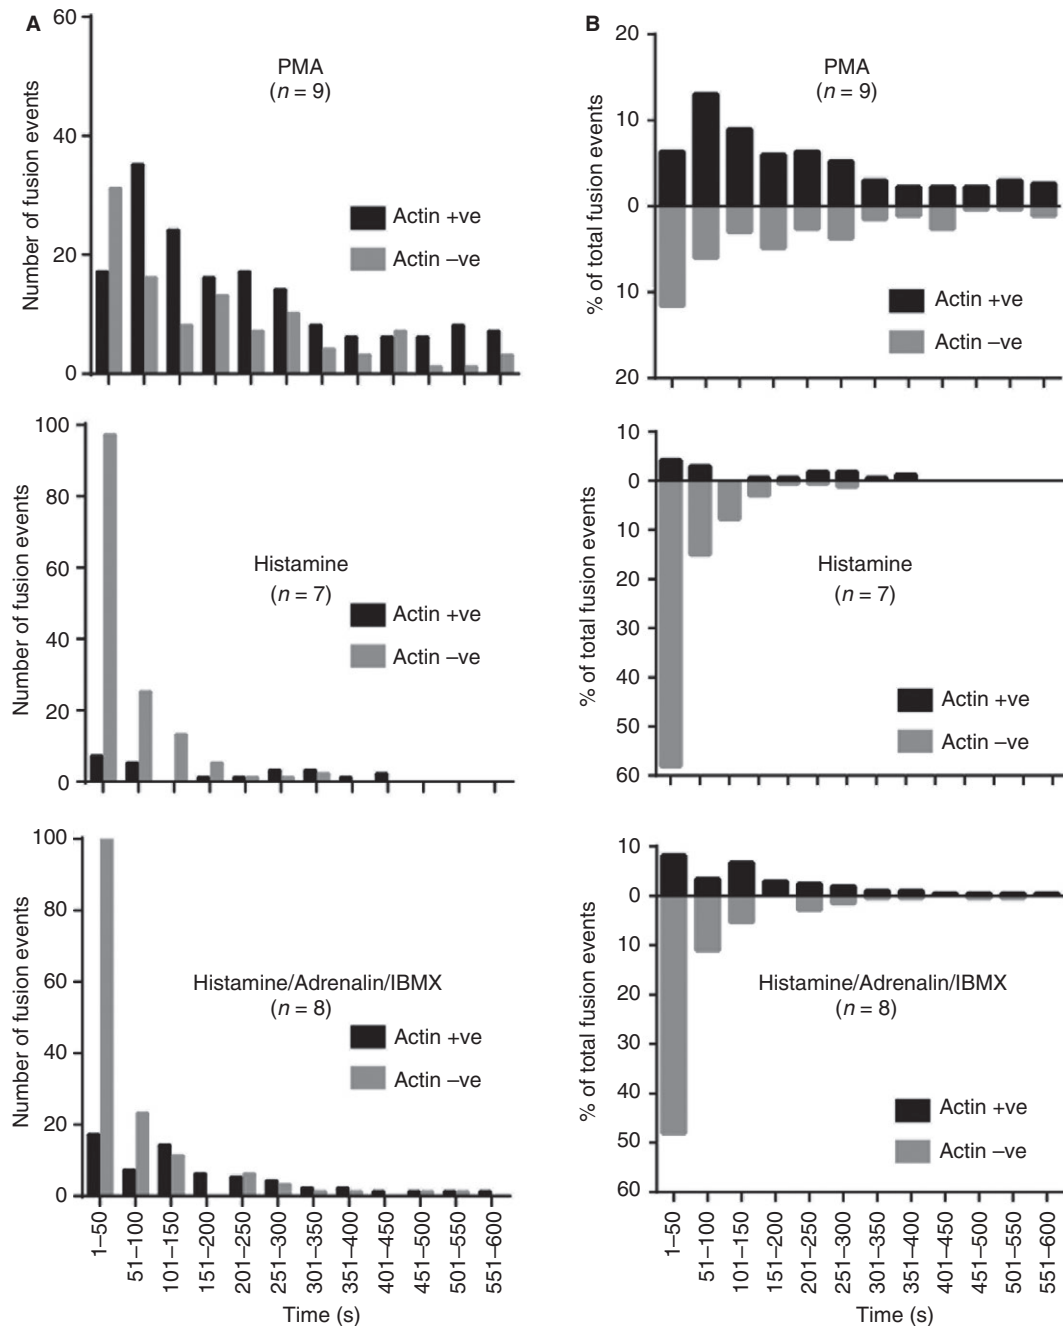 A
60
40
20
0
Number of fusion events
PMA
(n = 9)
Actin +ve
Actin –ve
100
80
60
40
20
0
Number of fusion events
Histamine
(n = 7)
Actin +ve
Actin –ve
100
80
60
40
20
0
Number of fusion events
Histamine/Adrenalin/IBMX
(n = 8)
Actin +ve
Actin –ve
1–50
51–100
101–150
151–200
201–250
251–300
301–350
351–400
401–450
451–500
501–550
551–600
Time (s)
B
20
10
0
10
20
% of total fusion events
PMA
(n = 9)
Actin +ve
Actin –ve
10
0
10
20
30
40
50
60
% of total fusion events
Histamine
(n = 7)
Actin +ve
Actin –ve
10
0
10
20
30
40
50
60
% of total fusion events
Histamine/Adrenalin/IBMX
(n = 8)
Actin +ve
Actin –ve
1–50
51–100
101–150
151–200
201–250
251–300
301–350
351–400
401–450
451–500
501–550
551–600
Time (s)